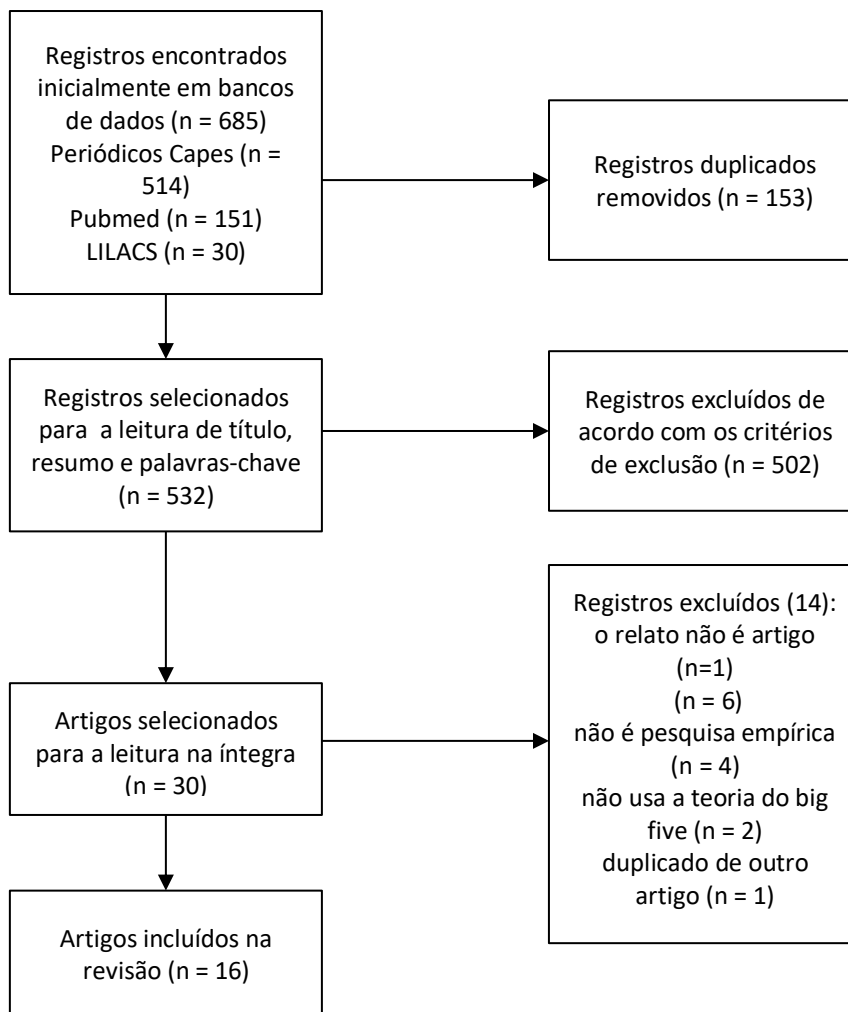 Registros encontrados
inicialmente em bancos
de dados (n = 685)
Periódicos Capes (n =
514)
Pubmed (n = 151)
LILACS (n = 30)
Registros duplicados
removidos (n = 153)
Registros selecionados
para a leitura de título,
resumo e palavras-chave
(n = 532)
Registros excluídos de
acordo com os critérios
de exclusão (n = 502)
Artigos selecionados
para a leitura na íntegra
(n = 30)
Registros excluídos (14):
o relato não é artigo
(n=1)
(n = 6)
não é pesquisa empírica
(n = 4)
não usa a teoria do big
five (n = 2)
duplicado de outro
artigo (n = 1)
Artigos incluídos na
revisão (n = 16)